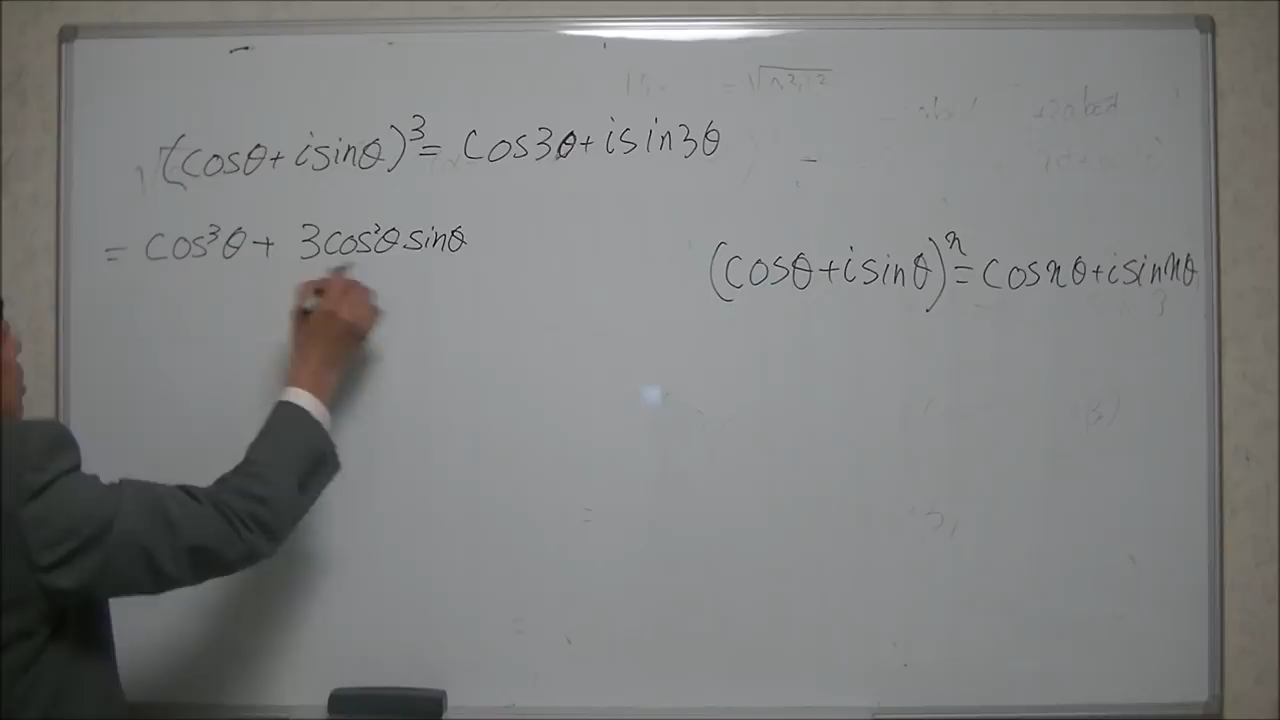 (cosθ+isinθ)³= cos3θ+isin3θ
= cos³θ+ 3cos²θsinθ
(cosθ+isinθ)ⁿ=cosnθ+isinnθ